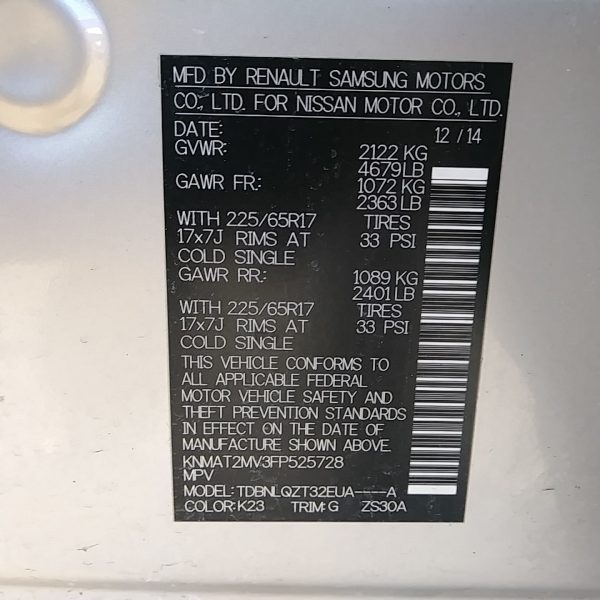 MFD BY RENAULT SAMSUNG MOTORS
CO., LTD. FOR NISSAN MOTOR CO., LTD.
DATE: 12 / 14
GVWR: 2122 KG
4679 LB
GAWR FR: 1072 KG
2363 LB
WITH 225/65R17 TIRES
17x7J RIMS AT 33 PSI
COLD SINGLE
GAWR RR: 1089 KG
2401 LB
WITH 225/65R17 TIRES
17x7J RIMS AT 33 PSI
COLD SINGLE
THIS VEHICLE CONFORMS TO
ALL APPLICABLE FEDERAL
MOTOR VEHICLE SAFETY AND
THEFT PREVENTION STANDARDS
IN EFFECT ON THE DATE OF
MANUFACTURE SHOWN ABOVE.
KNMAT2MV3FP525728
MPV
MODEL: TDBNLQZT32EUA----A
COLOR: K23 TRIM: G ZS30A